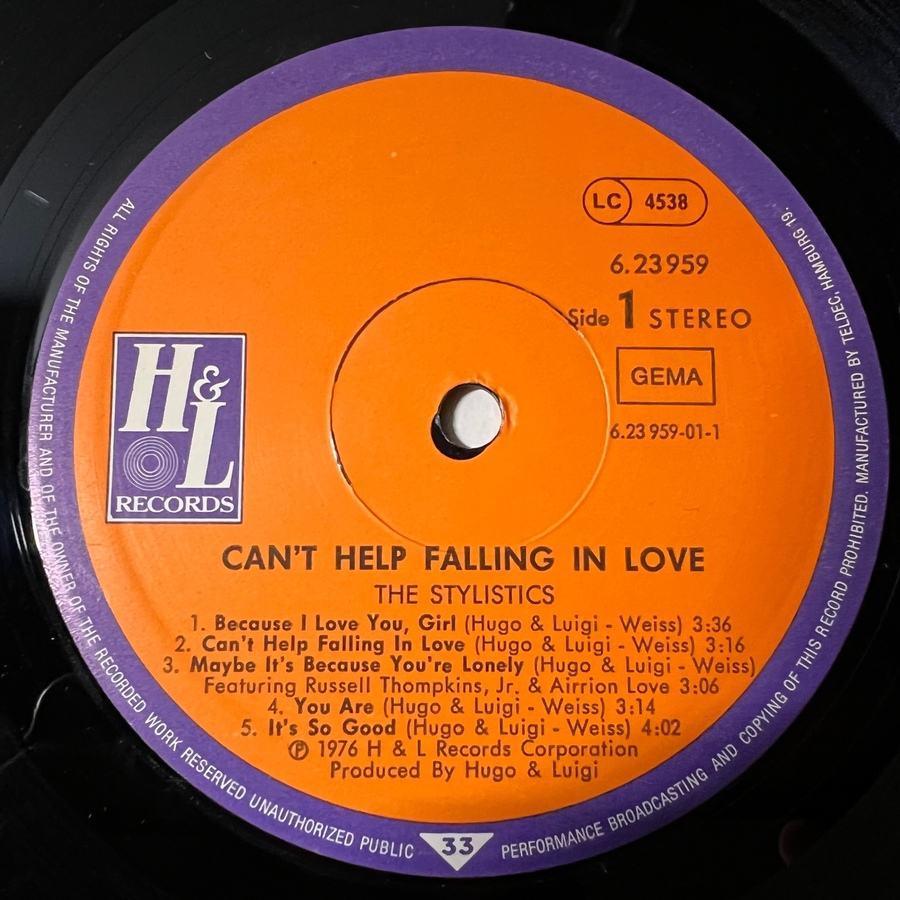 LC 4538
6.23959
Side 1 STEREO
GEMA
6.23 959-01-1
H&L
RECORDS
CAN'T HELP FALLING IN LOVE
THE STYLISTICS
1. Because I Love You, Girl (Hugo & Luigi - Weiss) 3:36
2. Can't Help Falling In Love (Hugo & Luigi - Weiss) 3:16
3. Maybe It's Because You're Lonely (Hugo & Luigi - Weiss)
Featuring Russell Thompkins, Jr. & Airrion Love 3:06
4. You Are (Hugo & Luigi - Weiss) 3:14
5. It's So Good (Hugo & Luigi - Weiss) 4:02
℗ 1976 H & L Records Corporation
Produced By Hugo & Luigi
ALL RIGHTS OF THE MANUFACTURER AND OF THE OWNER OF THE RECORDED WORK RESERVED UNAUTHORIZED PUBLIC 33 PERFORMANCE BROADCASTING AND COPYING OF THIS RECORD PROHIBITED. MANUFACTURED BY TELDEC, HAMBURG 19.